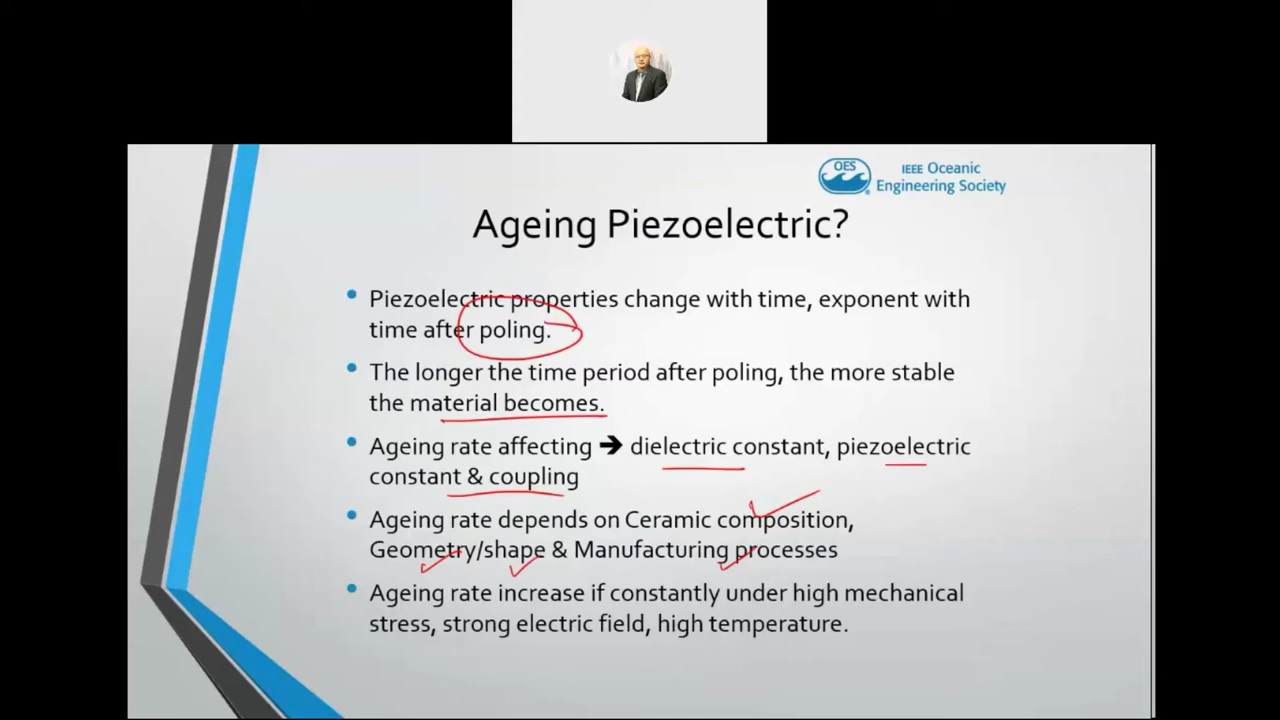 OES
IEEE Oceanic
Engineering Society
Ageing Piezoelectric?
• Piezoelectric properties change with time, exponent with
time after poling.
• The longer the time period after poling, the more stable
the material becomes.
• Ageing rate affecting ➔ dielectric constant, piezoelectric
constant & coupling
• Ageing rate depends on Ceramic composition,
Geometry/shape & Manufacturing processes
• Ageing rate increase if constantly under high mechanical
stress, strong electric field, high temperature.